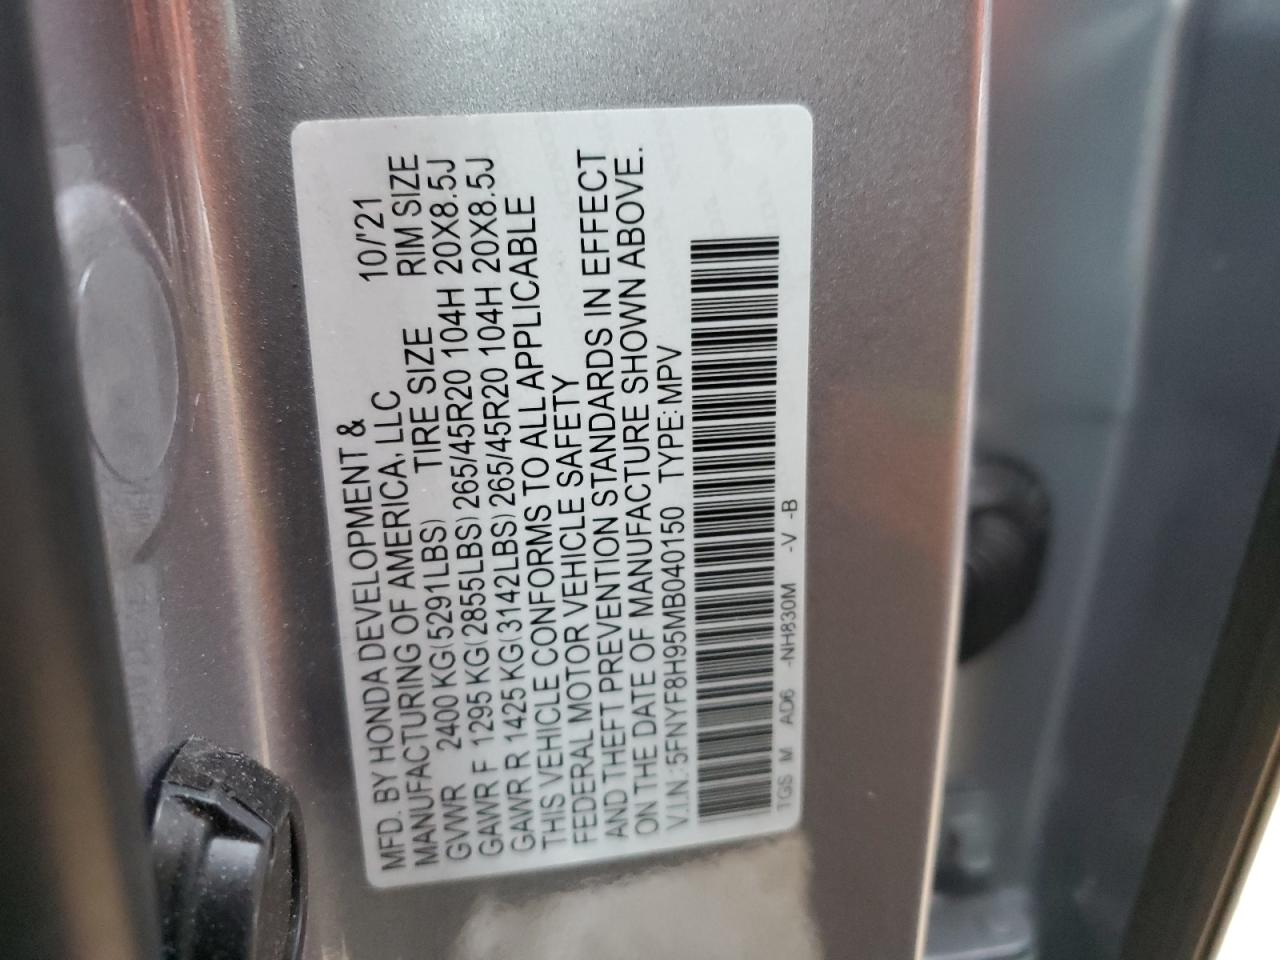 MFD. BY HONDA DEVELOPMENT & 10/'21
MANUFACTURING OF AMERICA, LLC
TIRE SIZE RIM SIZE
GVWR 2400 KG(5291LBS)
GAWR F 1295 KG(2855LBS) 265/45R20 104H 20X8.5J
GAWR R 1425 KG(3142LBS) 265/45R20 104H 20X8.5J
THIS VEHICLE CONFORMS TO ALL APPLICABLE
FEDERAL MOTOR VEHICLE SAFETY
AND THEFT PREVENTION STANDARDS IN EFFECT
ON THE DATE OF MANUFACTURE SHOWN ABOVE.
V.I.N.:5FNYF8H95MB040150 TYPE:MPV
TGS M AD6 -NH830M -V -B